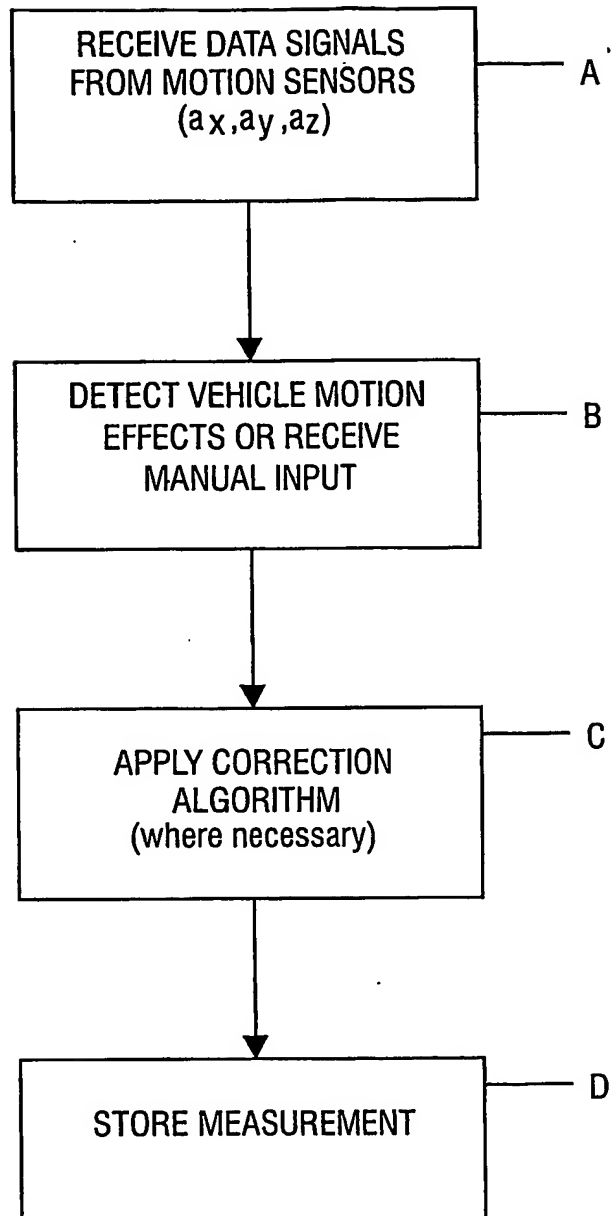 RECEIVE DATA SIGNALS
FROM MOTION SENSORS
(ax,ay,az)
A
DETECT VEHICLE MOTION
EFFECTS OR RECEIVE
MANUAL INPUT
B
APPLY CORRECTION
ALGORITHM
(where necessary)
C
STORE MEASUREMENT
D